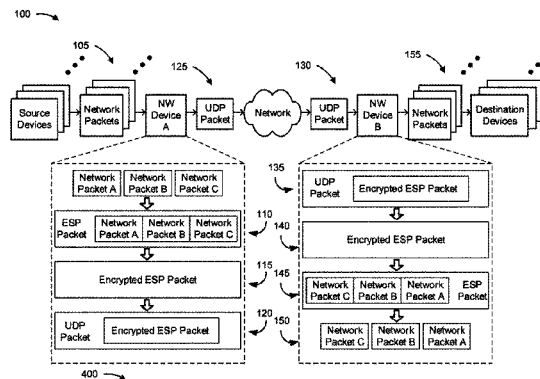 100
105
125
130
155
Source Devices
Network Packets
NW Device A
UDP Packet
Network
UDP Packet
NW Device B
Network Packets
Destination Devices
Network Packet A
Network Packet B
Network Packet C
ESP Packet
Network Packet A
Network Packet B
Network Packet C
110
Encrypted ESP Packet
115
UDP Packet
Encrypted ESP Packet
120
135
UDP Packet
Encrypted ESP Packet
140
Encrypted ESP Packet
145
Network Packet C
Network Packet B
Network Packet A
ESP Packet
150
Network Packet C
Network Packet B
Network Packet A
400